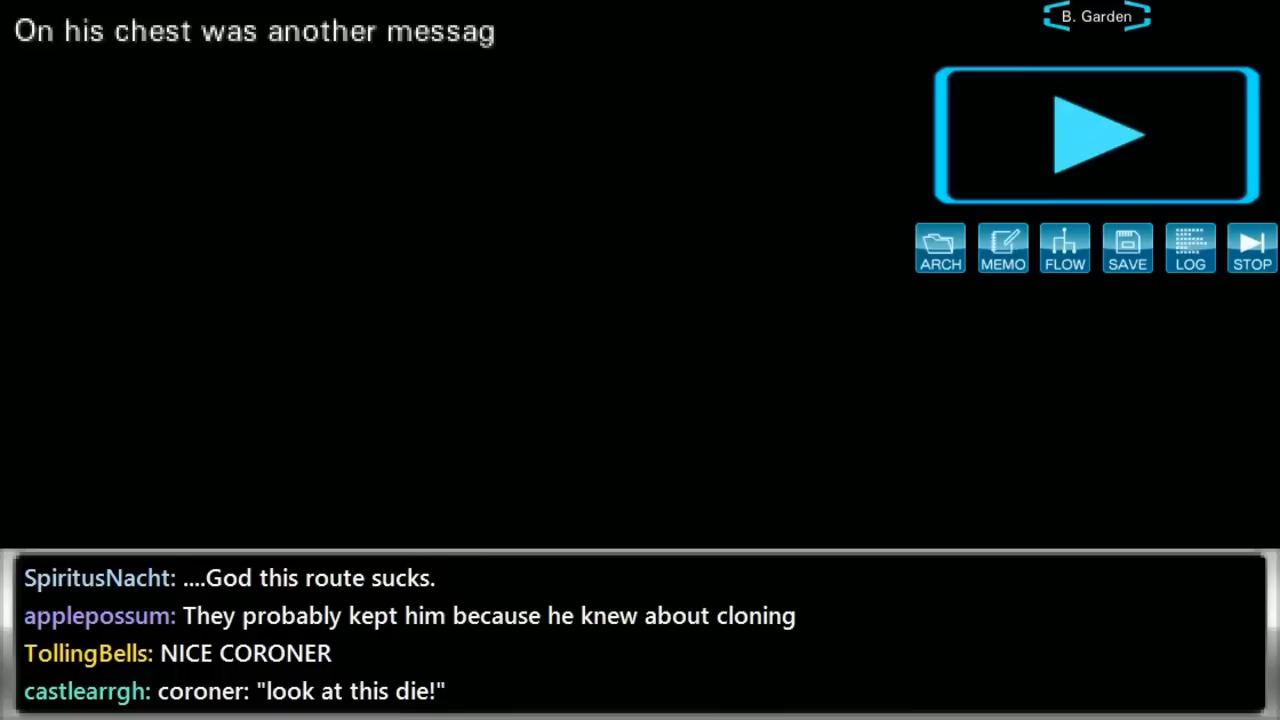 On his chest was another messag
B. Garden
ARCH MEMO FLOW SAVE LOG STOP
SpiritusNacht: ....God this route sucks.
applepossum: They probably kept him because he knew about cloning
TollingBells: NICE CORONER
castlearrgh: coroner: "look at this die!"